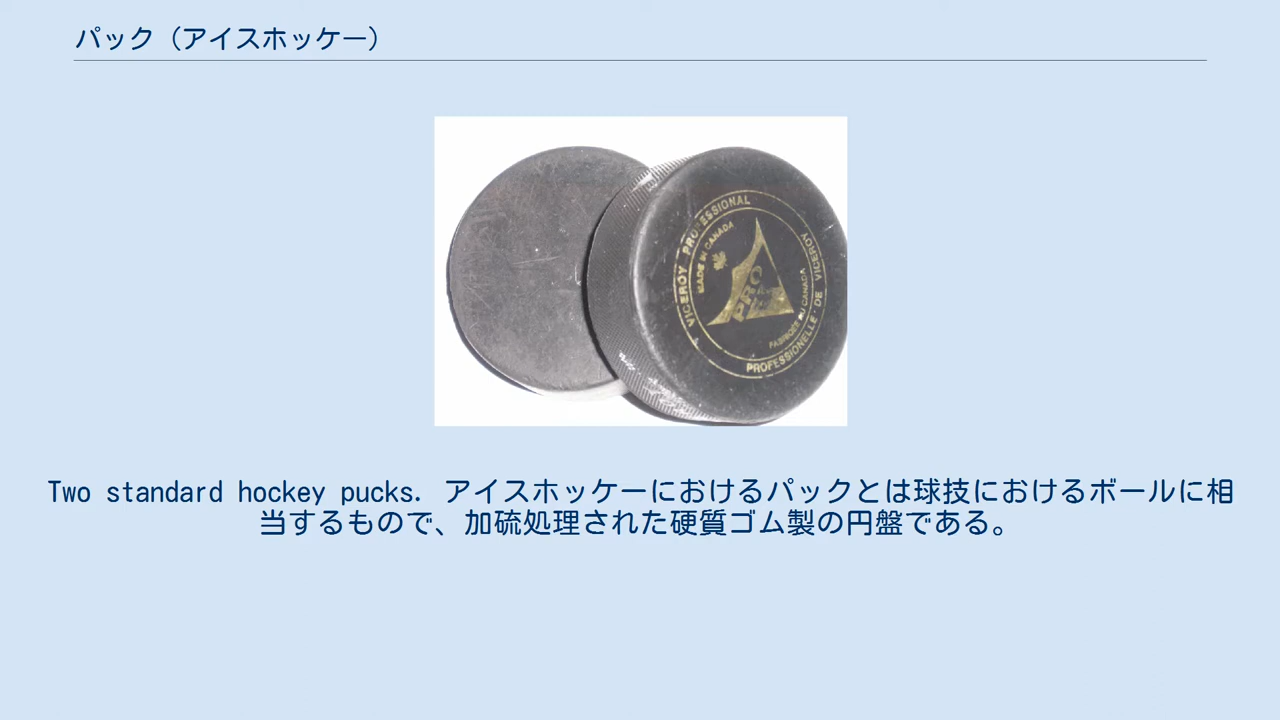 パック（アイスホッケー）
VICEROY PROFESSIONAL
MADE IN CANADA
FABRIQÉE AU CANADA
PROFESSIONELLE · DE VICEROY
Two standard hockey pucks. アイスホッケーにおけるパックとは球技におけるボールに相
当するもので、加硫処理された硬質ゴム製の円盤である。